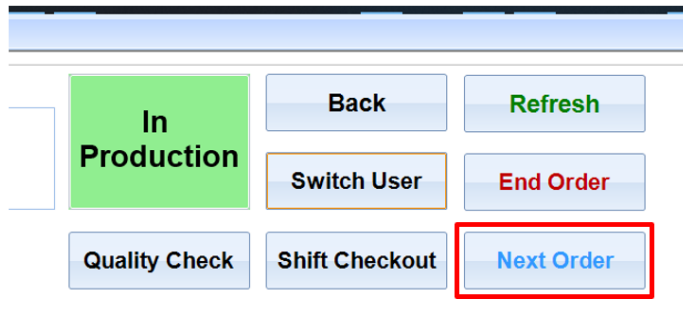 In
Production
Back
Refresh
Switch User
End Order
Quality Check
Shift Checkout
Next Order